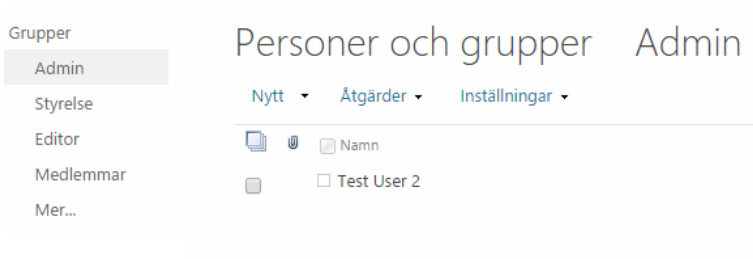 Grupper
Admin
Styrelse
Editor
Medlemmar
Mer...
Personer och grupper Admin
Nytt Åtgärder Inställningar
Namn
Test User 2